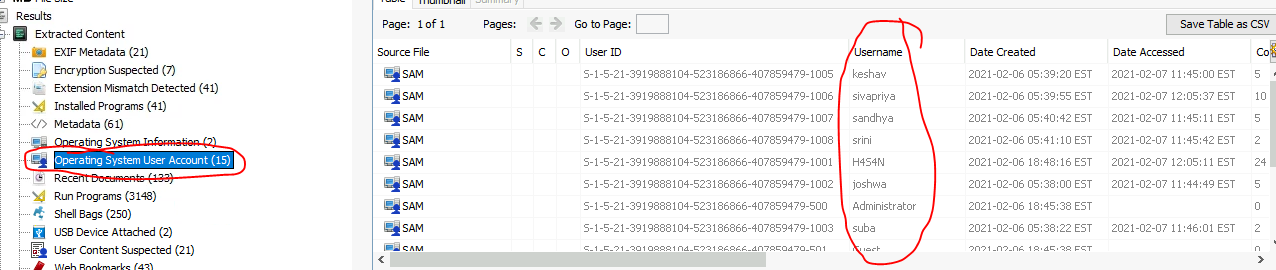 Table Thumbnail Summary
Results
Extracted Content
EXIF Metadata (21)
Encryption Suspected (7)
Extension Mismatch Detected (41)
Installed Programs (41)
Metadata (61)
Operating System Information (2)
Operating System User Account (15)
Recent Documents (133)
Run Programs (3148)
Shell Bags (250)
USB Device Attached (2)
User Content Suspected (21)
Web Bookmarks (43)
Page: 1 of 1 Pages: Go to Page: Save Table as CSV
Source File S C O User ID Username Date Created Date Accessed Co
SAM S-1-5-21-3919888104-523186866-407859479-1005 keshav 2021-02-06 05:39:20 EST 2021-02-07 11:45:00 EST 5
SAM S-1-5-21-3919888104-523186866-407859479-1006 sivapriya 2021-02-06 05:39:55 EST 2021-02-07 12:05:37 EST 10
SAM S-1-5-21-3919888104-523186866-407859479-1007 sandhya 2021-02-06 05:40:42 EST 2021-02-07 11:45:11 EST 5
SAM S-1-5-21-3919888104-523186866-407859479-1008 srini 2021-02-06 05:41:10 EST 2021-02-07 11:45:42 EST 2
SAM S-1-5-21-3919888104-523186866-407859479-1001 H4S4N 2021-02-06 18:48:16 EST 2021-02-07 12:05:11 EST 24
SAM S-1-5-21-3919888104-523186866-407859479-1002 joshwa 2021-02-06 05:38:00 EST 2021-02-07 11:44:49 EST 5
SAM S-1-5-21-3919888104-523186866-407859479-500 Administrator 2021-02-06 18:45:38 EST 0
SAM S-1-5-21-3919888104-523186866-407859479-1003 suba 2021-02-06 05:38:22 EST 2021-02-07 11:46:01 EST 2
SAM S-1-5-21-3919888104-523186866-407859479-501 Guest 2021-02-06 18:45:38 EST 0